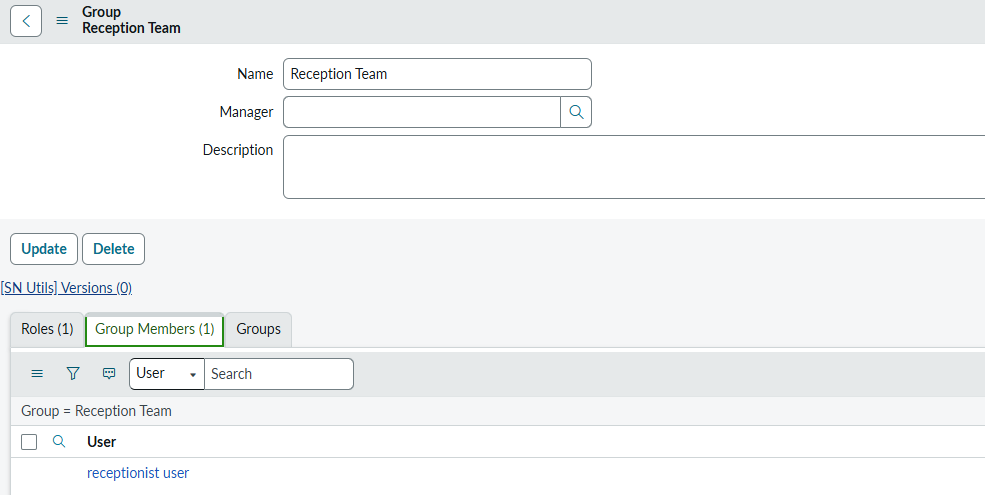 Group
Reception Team
Name
Reception Team
Manager
Description
Update
Delete
[SN Utils] Versions (0)
Roles (1)
Group Members (1)
Groups
User
Search
Group = Reception Team
User
receptionist user